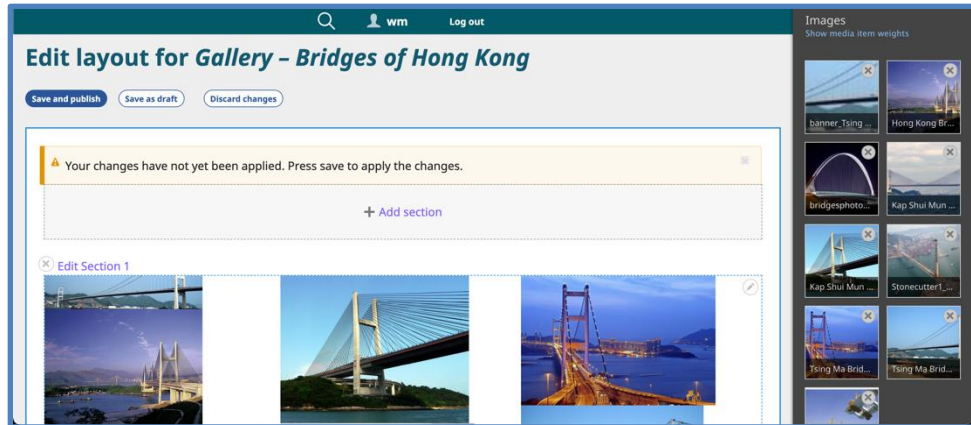 wm Log out
Edit layout for Gallery – Bridges of Hong Kong
Save and publish Save as draft Discard changes
Your changes have not yet been applied. Press save to apply the changes.
+ Add section
Edit Section 1
Images
Show media item weights
banner_Tsing ...
Hong Kong Br...
bridgesphoto...
Kap Shui Mun ...
Kap Shui Mun ...
Stonecutter1_...
Tsing Ma Brid...
Tsing Ma Brid...